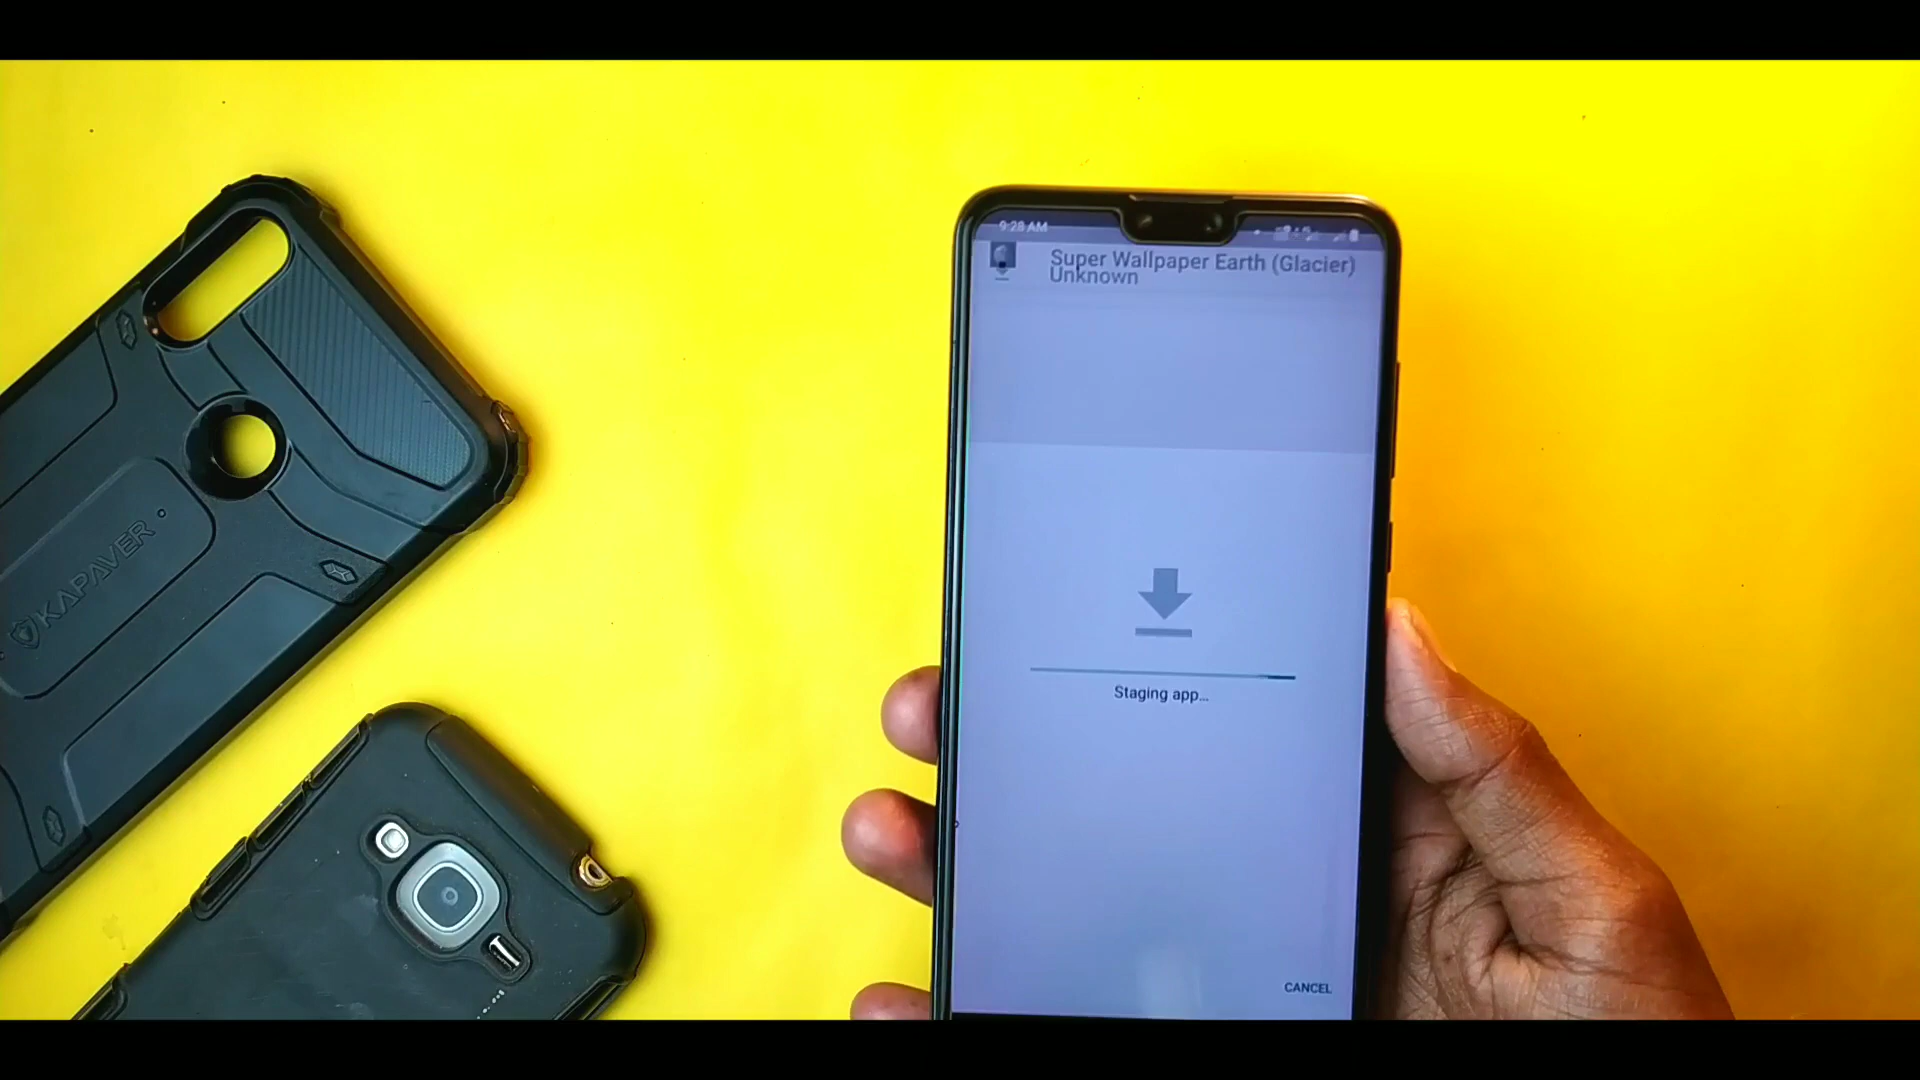 9:28 AM
Super Wallpaper Earth (Glacier)
Unknown
Staging app...
CANCEL
KAPAVER